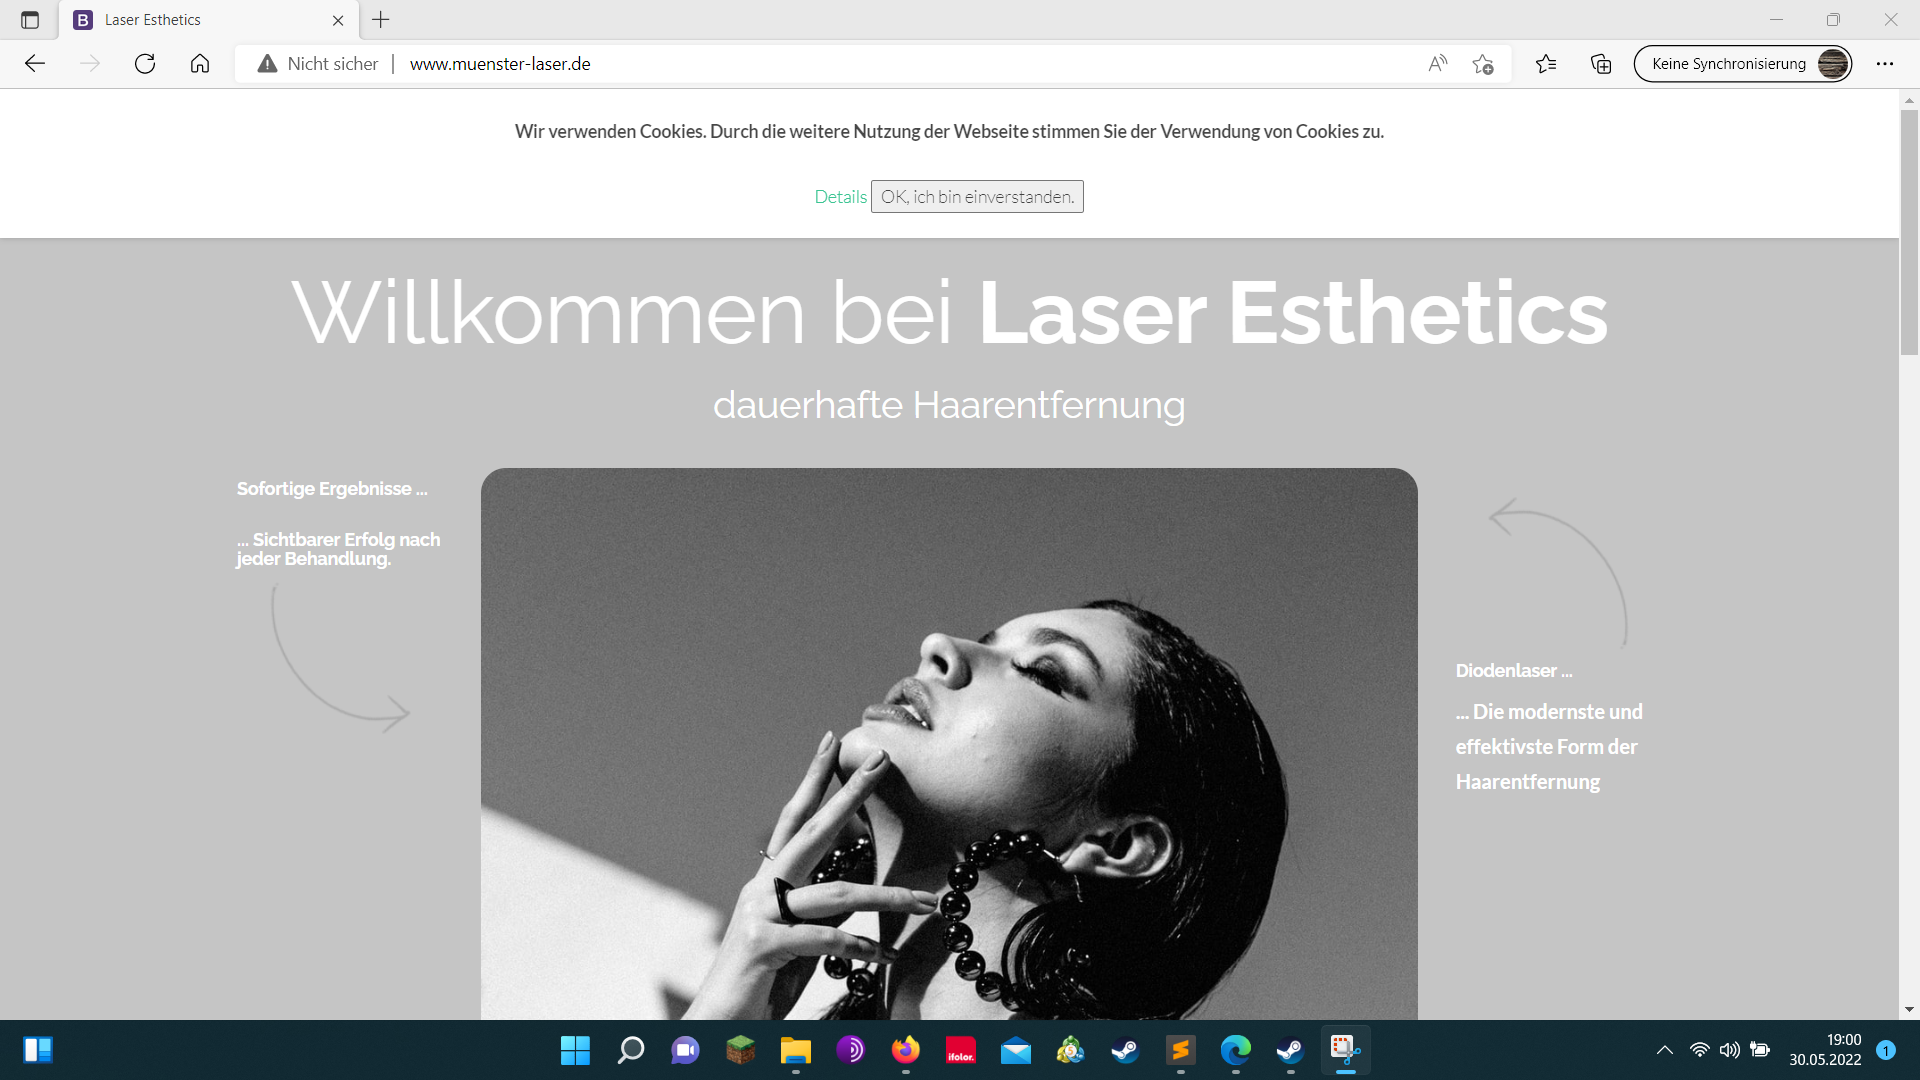 Laser Esthetics
Nicht sicher
www.muenster-laser.de
Keine Synchronisierung
Wir verwenden Cookies. Durch die weitere Nutzung der Webseite stimmen Sie der Verwendung von Cookies zu.
Details OK, ich bin einverstanden.
Willkommen bei Laser Esthetics
dauerhafte Haarentfernung
Sofortige Ergebnisse ...
... Sichtbarer Erfolg nach
jeder Behandlung.
Diodenlaser ...
... Die modernste und
effektivste Form der
Haarentfernung
ifolor.
19:00
30.05.2022
1